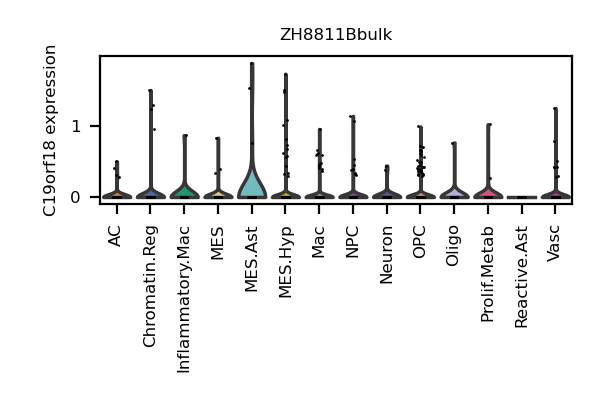 ZH8811Bbulk
C19orf18 expression
1
0
AC
Chromatin.Reg
Inflammatory.Mac
MES
MES.Ast
MES.Hyp
Mac
NPC
Neuron
OPC
Oligo
Prolif.Metab
Reactive.Ast
Vasc